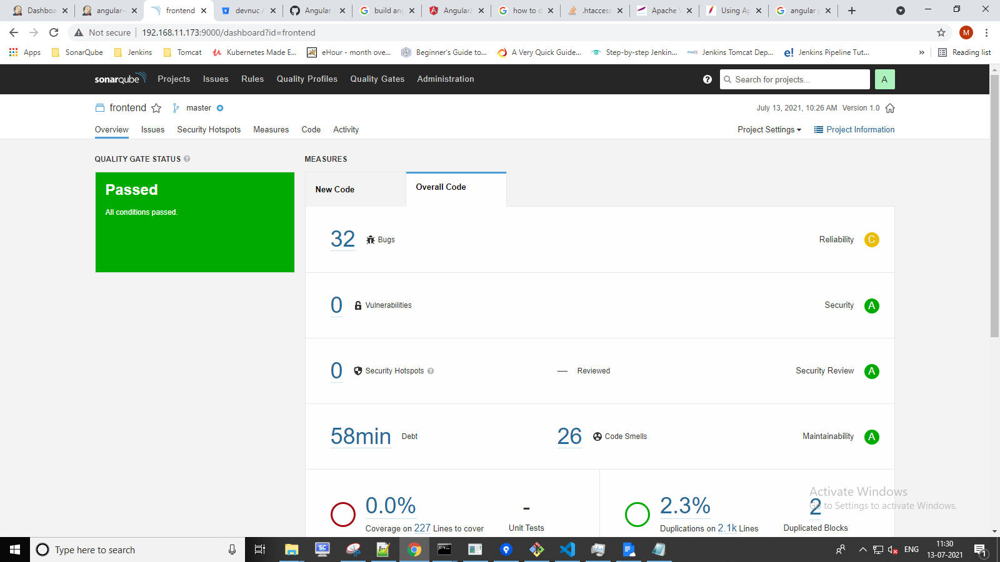 Dashboa
angular-
frontend
devnuc /
Angular
build ang
AngularJ
how to d
.htaccess
Apache
Using Ap
angular p
Not secure
192.168.11.173:9000/dashboard?id=frontend
M
Apps
SonarQube
Jenkins
Tomcat
Kubernetes Made E...
eHour - month ove...
Beginner's Guide to...
A Very Quick Guide...
Step-by-step Jenkin...
Jenkins Tomcat Dep...
Jenkins Pipeline Tut...
»
Reading list
sonarqube
Projects
Issues
Rules
Quality Profiles
Quality Gates
Administration
Search for projects...
A
frontend
master
July 13, 2021, 10:26 AM Version 1.0
Overview
Issues
Security Hotspots
Measures
Code
Activity
Project Settings
Project Information
QUALITY GATE STATUS
MEASURES
Passed
All conditions passed.
New Code
Overall Code
32 Bugs
Reliability C
0 Vulnerabilities
Security A
0 Security Hotspots
— Reviewed
Security Review A
58min Debt
26 Code Smells
Maintainability A
0.0%
Coverage on 227 Lines to cover
-
Unit Tests
2.3%
Duplications on 2.1k Lines
2
Duplicated Blocks
Activate Windows
Go to Settings to activate Windows.
Type here to search
SC
ENG
11:30
13-07-2021
1